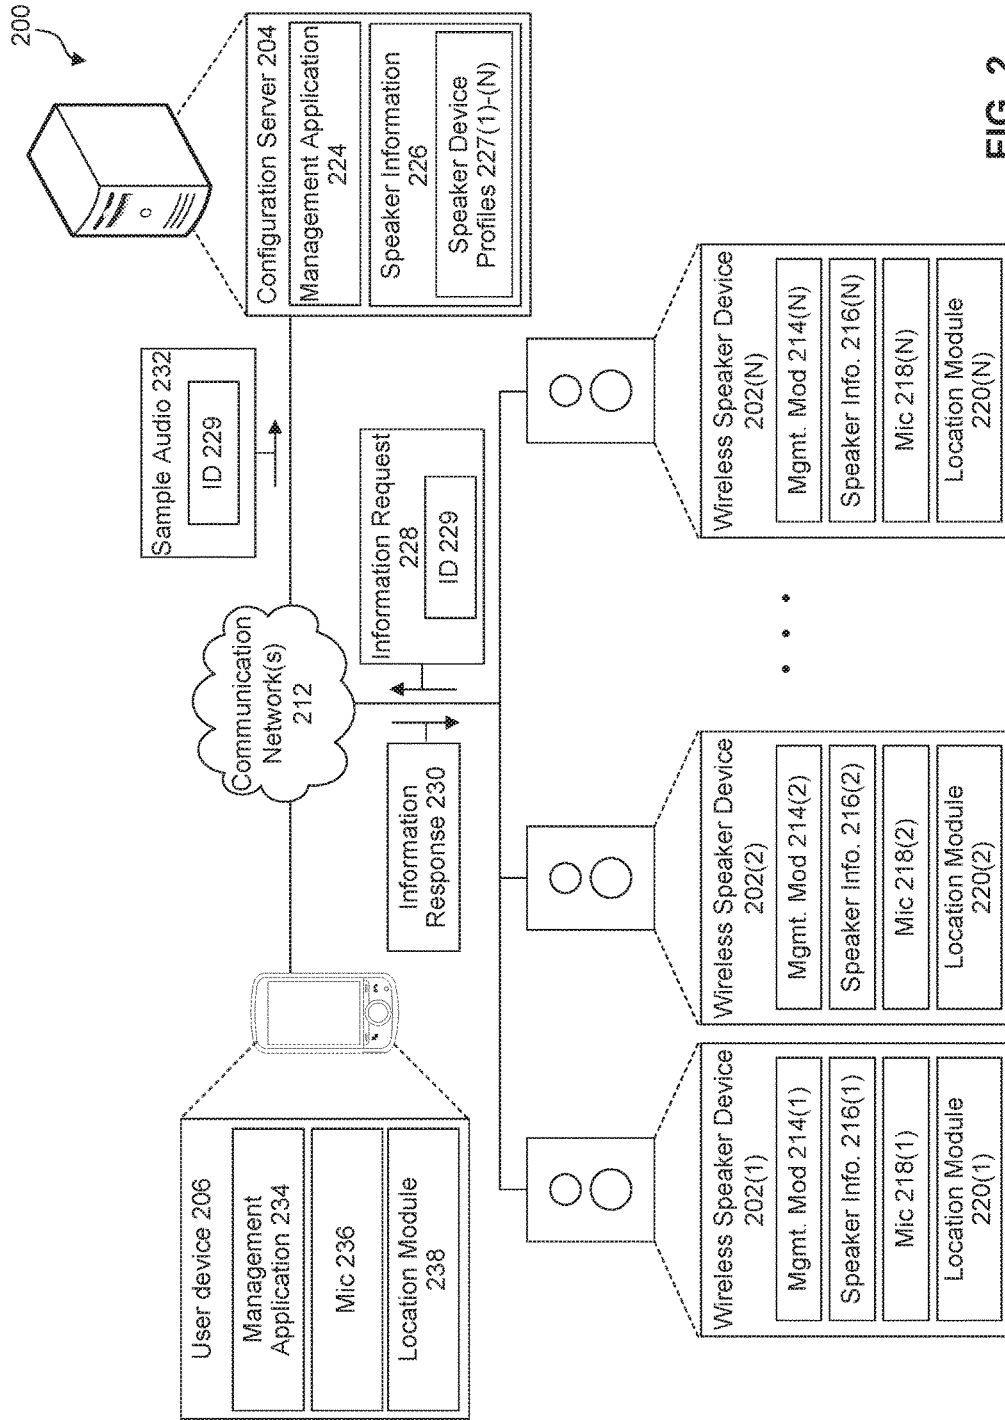 200
User device 206
Management
Application 234
Mic 236
Location Module
238
Communication
Network(s)
212
Sample Audio 232
ID 229
Configuration Server 204
Management Application
224
Speaker Information
226
Speaker Device
Profiles 227(1)-(N)
Information
Response 230
Information Request
228
ID 229
Wireless Speaker Device
202(1)
Mgmt. Mod 214(1)
Speaker Info. 216(1)
Mic 218(1)
Location Module
220(1)
Wireless Speaker Device
202(2)
Mgmt. Mod 214(2)
Speaker Info. 216(2)
Mic 218(2)
Location Module
220(2)
Wireless Speaker Device
202(N)
Mgmt. Mod 214(N)
Speaker Info. 216(N)
Mic 218(N)
Location Module
220(N)
FIG. 2